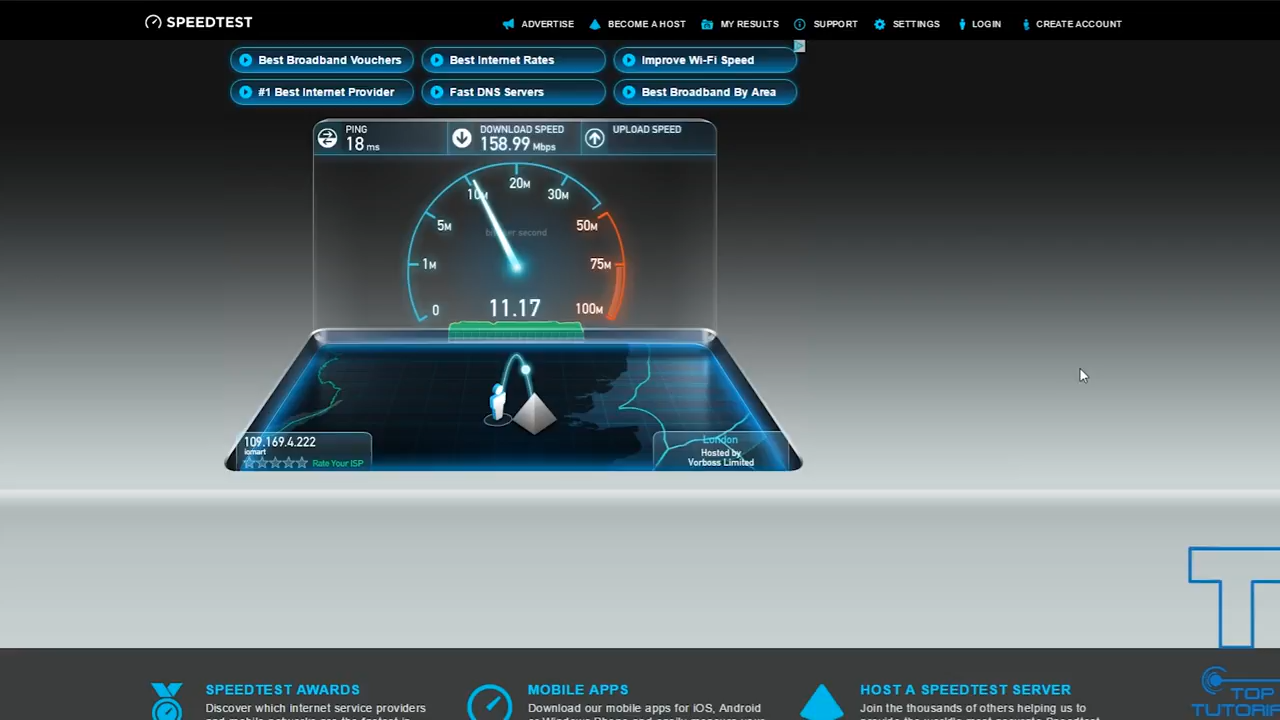 SPEEDTEST
ADVERTISE BECOME A HOST MY RESULTS SUPPORT SETTINGS LOGIN CREATE ACCOUNT
Best Broadband Vouchers Best Internet Rates Improve Wi-Fi Speed
#1 Best Internet Provider Fast DNS Servers Best Broadband By Area
PING DOWNLOAD SPEED UPLOAD SPEED
18 ms 158.99 Mbps
20M
10M 30M
5M 50M
1M 75M
0 11.17 100M
109.169.4.222
iomart
Rate Your ISP
London
Hosted by
Vorboss Limited
T
SPEEDTEST AWARDS MOBILE APPS HOST A SPEEDTEST SERVER
Discover which internet service providers Download our mobile apps for iOS, Android Join the thousands of others helping us to
TOP